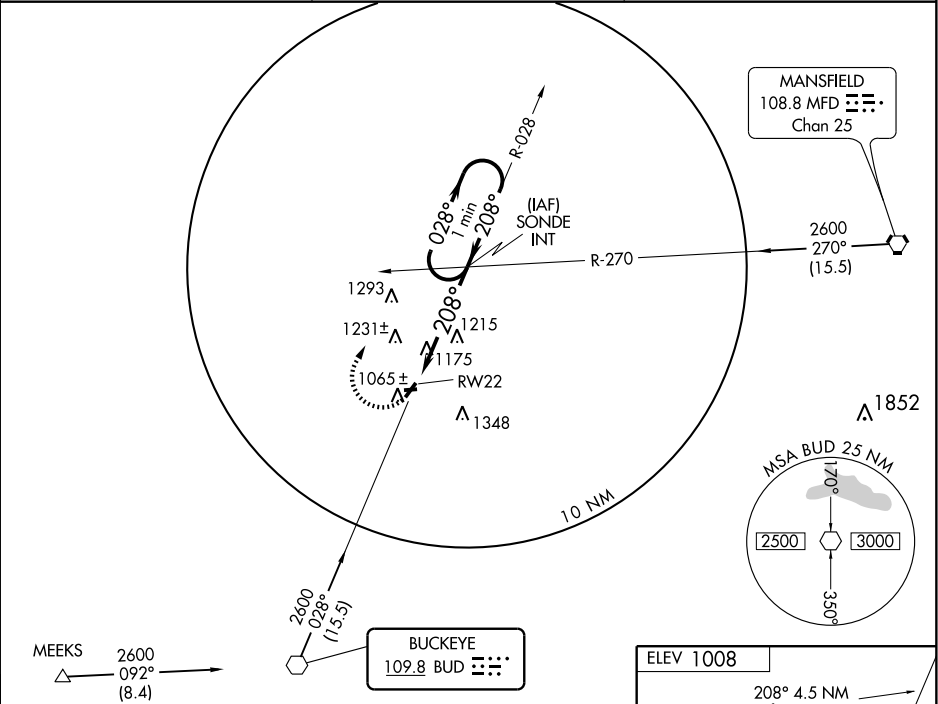 MANSFIELD
108.8 MFD
Chan 25
R-028
(IAF)
SONDE
INT
028°
1 min
208°
2600
270°
(15.5)
R-270
1293
208°
1231±
1215
1175
1065±
RW22
1348
1852
MSA BUD 25 NM
170°
2500
3000
350°
10 NM
2600
028°
(15.5)
MEEKS
2600
092°
(8.4)
BUCKEYE
109.8 BUD
ELEV 1008
208° 4.5 NM